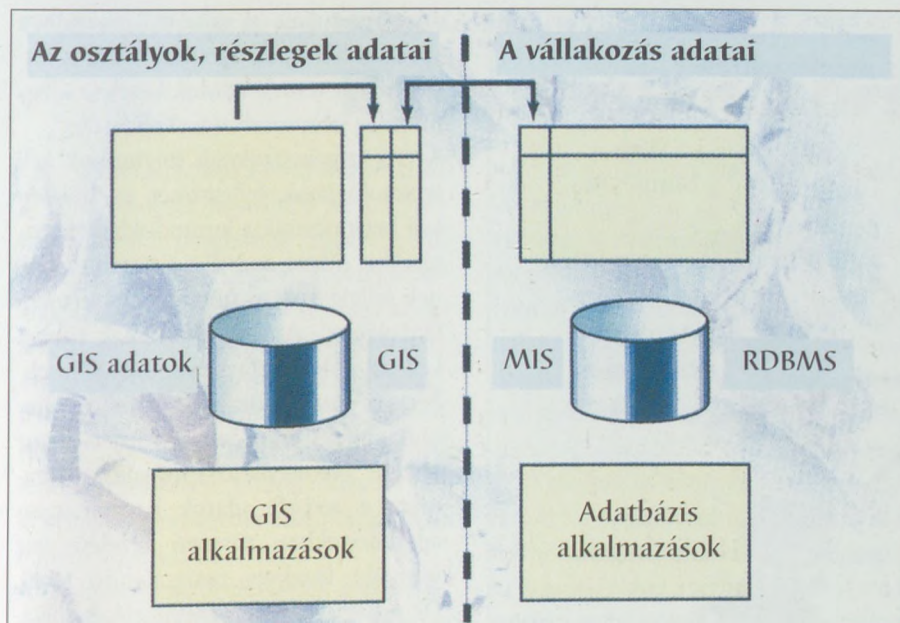 Az osztályok, részlegek adatai
A vállakozás adatai
GIS adatok
GIS
MIS
RDBMS
GIS
alkalmazások
Adatbázis
alkalmazások